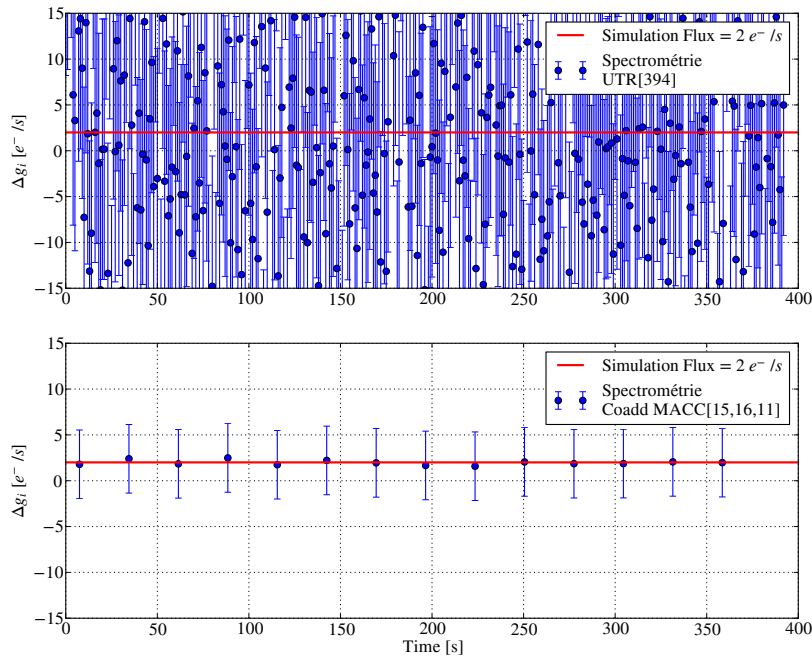 15
10
5
0
−5
−10
−15
Δg_i [e⁻/s]
Simulation Flux = 2 e⁻/s
Spectrométrie
UTR[394]
0 50 100 150 200 250 300 350 400
15
10
5
0
−5
−10
−15
Δg_i [e⁻/s]
Simulation Flux = 2 e⁻/s
Spectrométrie
Coadd MACC[15,16,11]
0 50 100 150 200 250 300 350 400
Time [s]